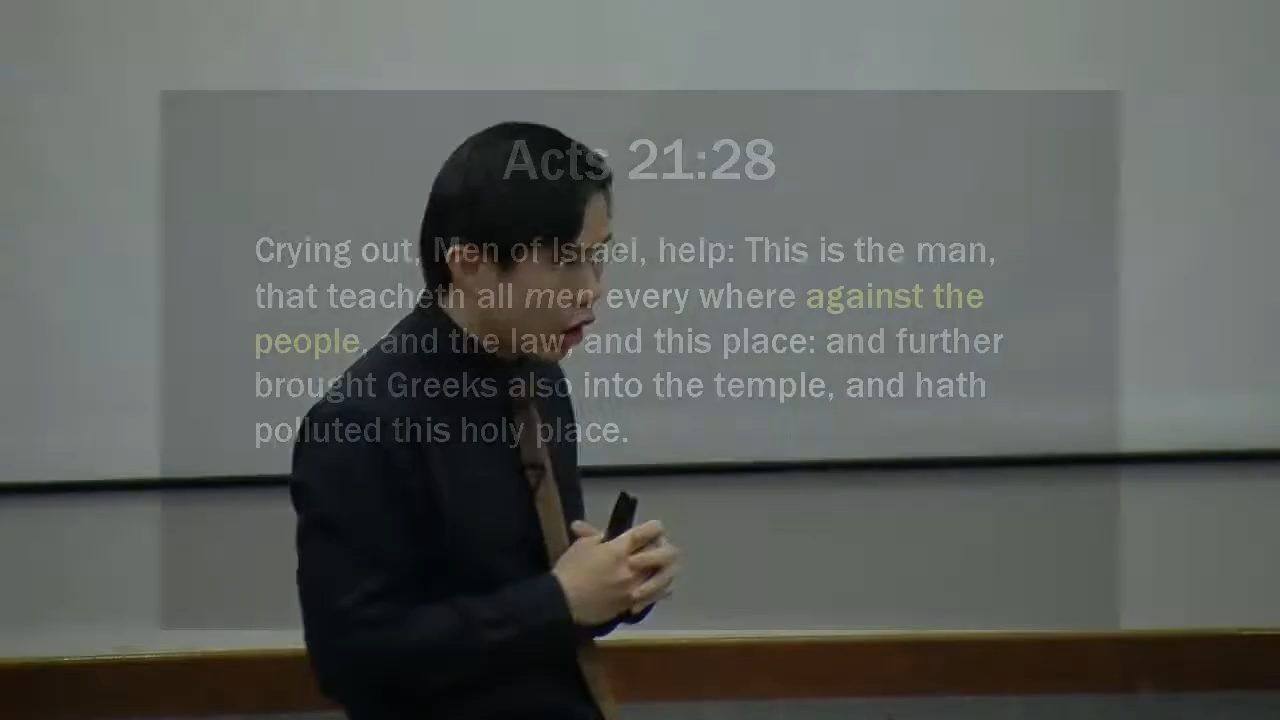 Acts 21:28
Crying out, Men of Israel, help: This is the man,
that teacheth all men every where against the
people, and the law, and this place: and further
brought Greeks also into the temple, and hath
polluted this holy place.